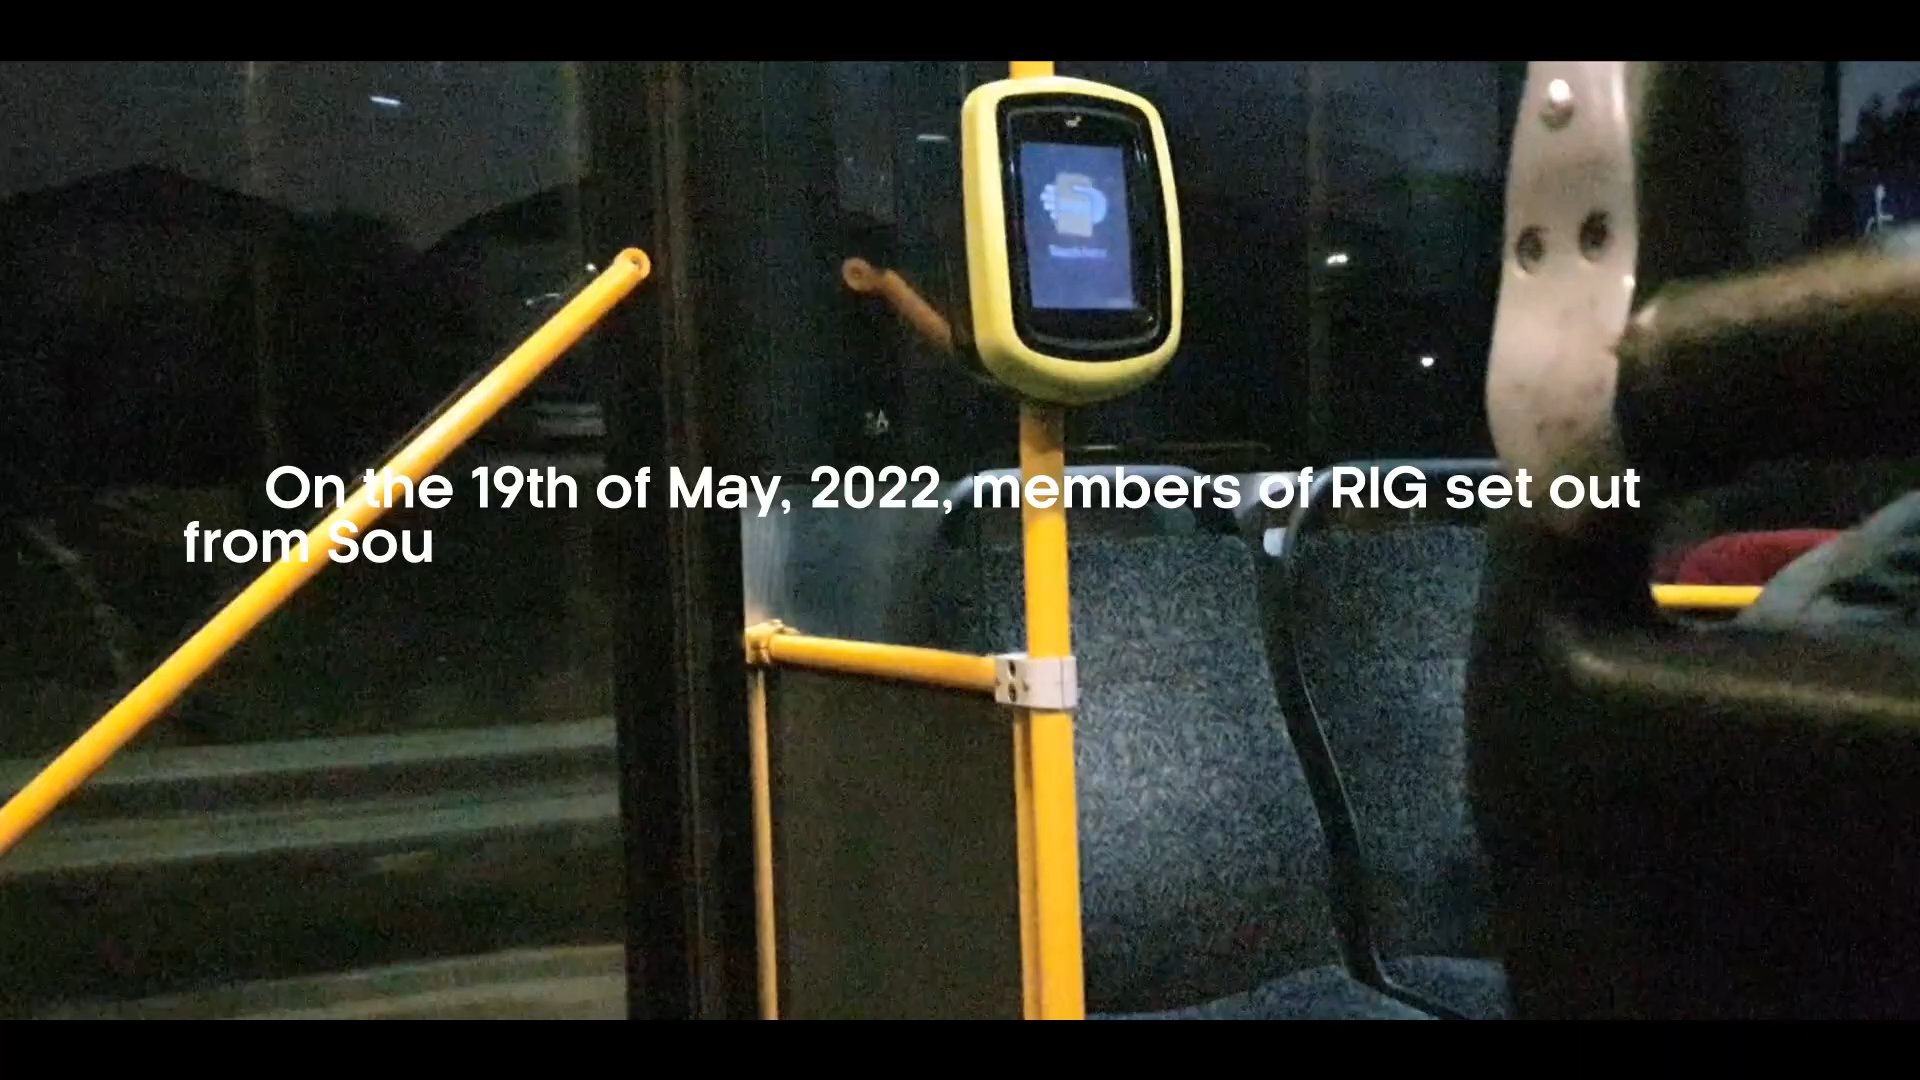 On the 19th of May, 2022, members of RIG set out
from Sou